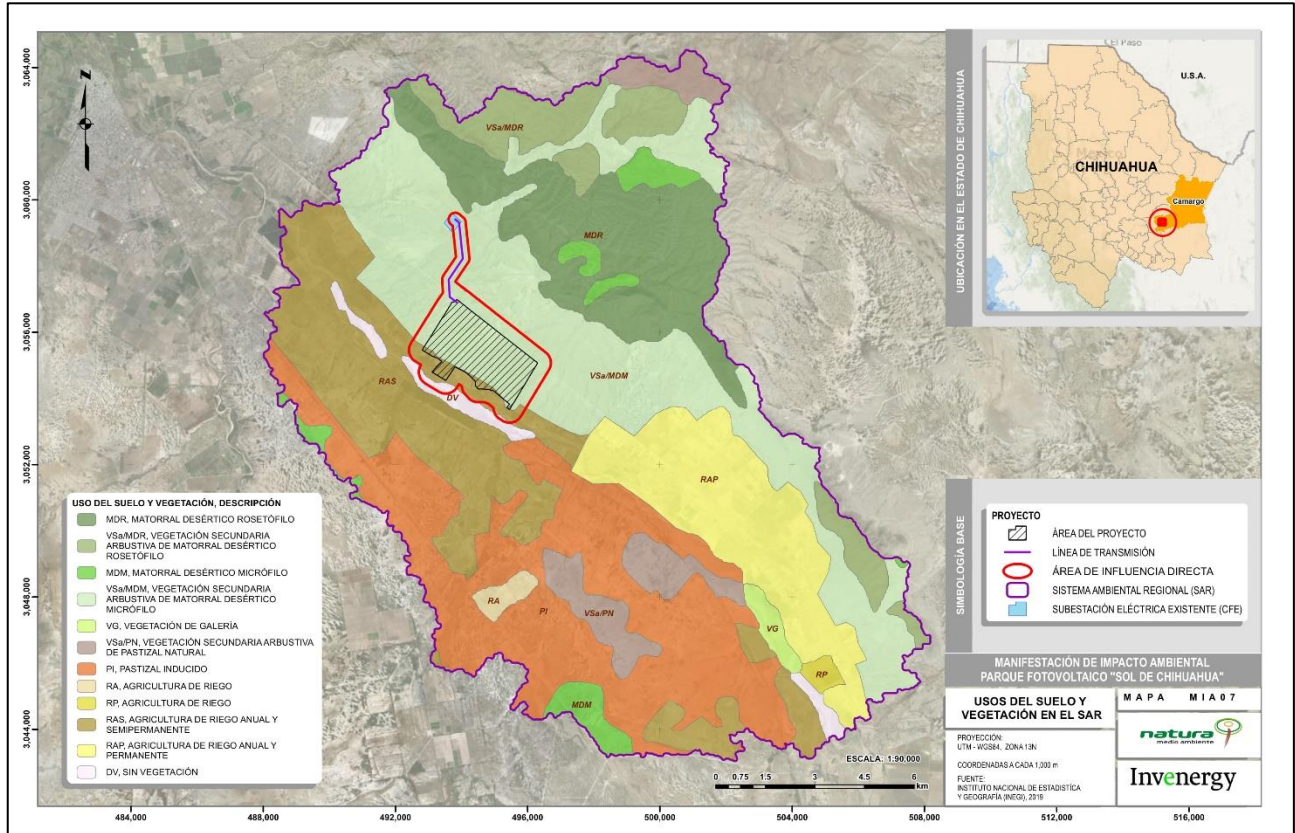 3,064,000
3,060,000
3,056,000
3,052,000
3,048,000
3,044,000
484,000
488,000
492,000
496,000
500,000
504,000
508,000
512,000
516,000
N
VSa/MDR
MDR
VSa/MDM
RAS
DV
RAP
RA
PI
VSa/PN
VG
RP
MDM
USO DEL SUELO Y VEGETACIÓN, DESCRIPCIÓN
MDR, MATORRAL DESÉRTICO ROSETÓFILO
VSa/MDR, VEGETACIÓN SECUNDARIA
ARBUSTIVA DE MATORRAL DESÉRTICO
ROSETÓFILO
MDM, MATORRAL DESÉRTICO MICRÓFILO
VSa/MDM, VEGETACIÓN SECUNDARIA
ARBUSTIVA DE MATORRAL DESÉRTICO
MICRÓFILO
VG, VEGETACIÓN DE GALERÍA
VSa/PN, VEGETACIÓN SECUNDARIA ARBUSTIVA
DE PASTIZAL NATURAL
PI, PASTIZAL INDUCIDO
RA, AGRICULTURA DE RIEGO
RP, AGRICULTURA DE RIEGO
RAS, AGRICULTURA DE RIEGO ANUAL Y
SEMIPERMANENTE
RAP, AGRICULTURA DE RIEGO ANUAL Y
PERMANENTE
DV, SIN VEGETACIÓN
ESCALA: 1:90,000
0 0.75 1.5 3 4.5 6
km
UBICACIÓN EN EL ESTADO DE CHIHUAHUA
El Paso
U.S.A.
CHIHUAHUA
Camargo
SIMBOLOGÍA BASE
PROYECTO
ÁREA DEL PROYECTO
LÍNEA DE TRANSMISIÓN
ÁREA DE INFLUENCIA DIRECTA
SISTEMA AMBIENTAL REGIONAL (SAR)
SUBESTACIÓN ELÉCTRICA EXISTENTE (CFE)
MANIFESTACIÓN DE IMPACTO AMBIENTAL
PARQUE FOTOVOLTAICO "SOL DE CHIHUAHUA"
USOS DEL SUELO Y
VEGETACIÓN EN EL SAR
MAPA MIA07
PROYECCIÓN:
UTM - WGS84, ZONA 13N
COORDENADAS A CADA 1,000 m
FUENTE:
INSTITUTO NACIONAL DE ESTADISTÍCA
Y GEOGRAFÍA (INEGI), 2019
natura
medio ambiente
Invenergy